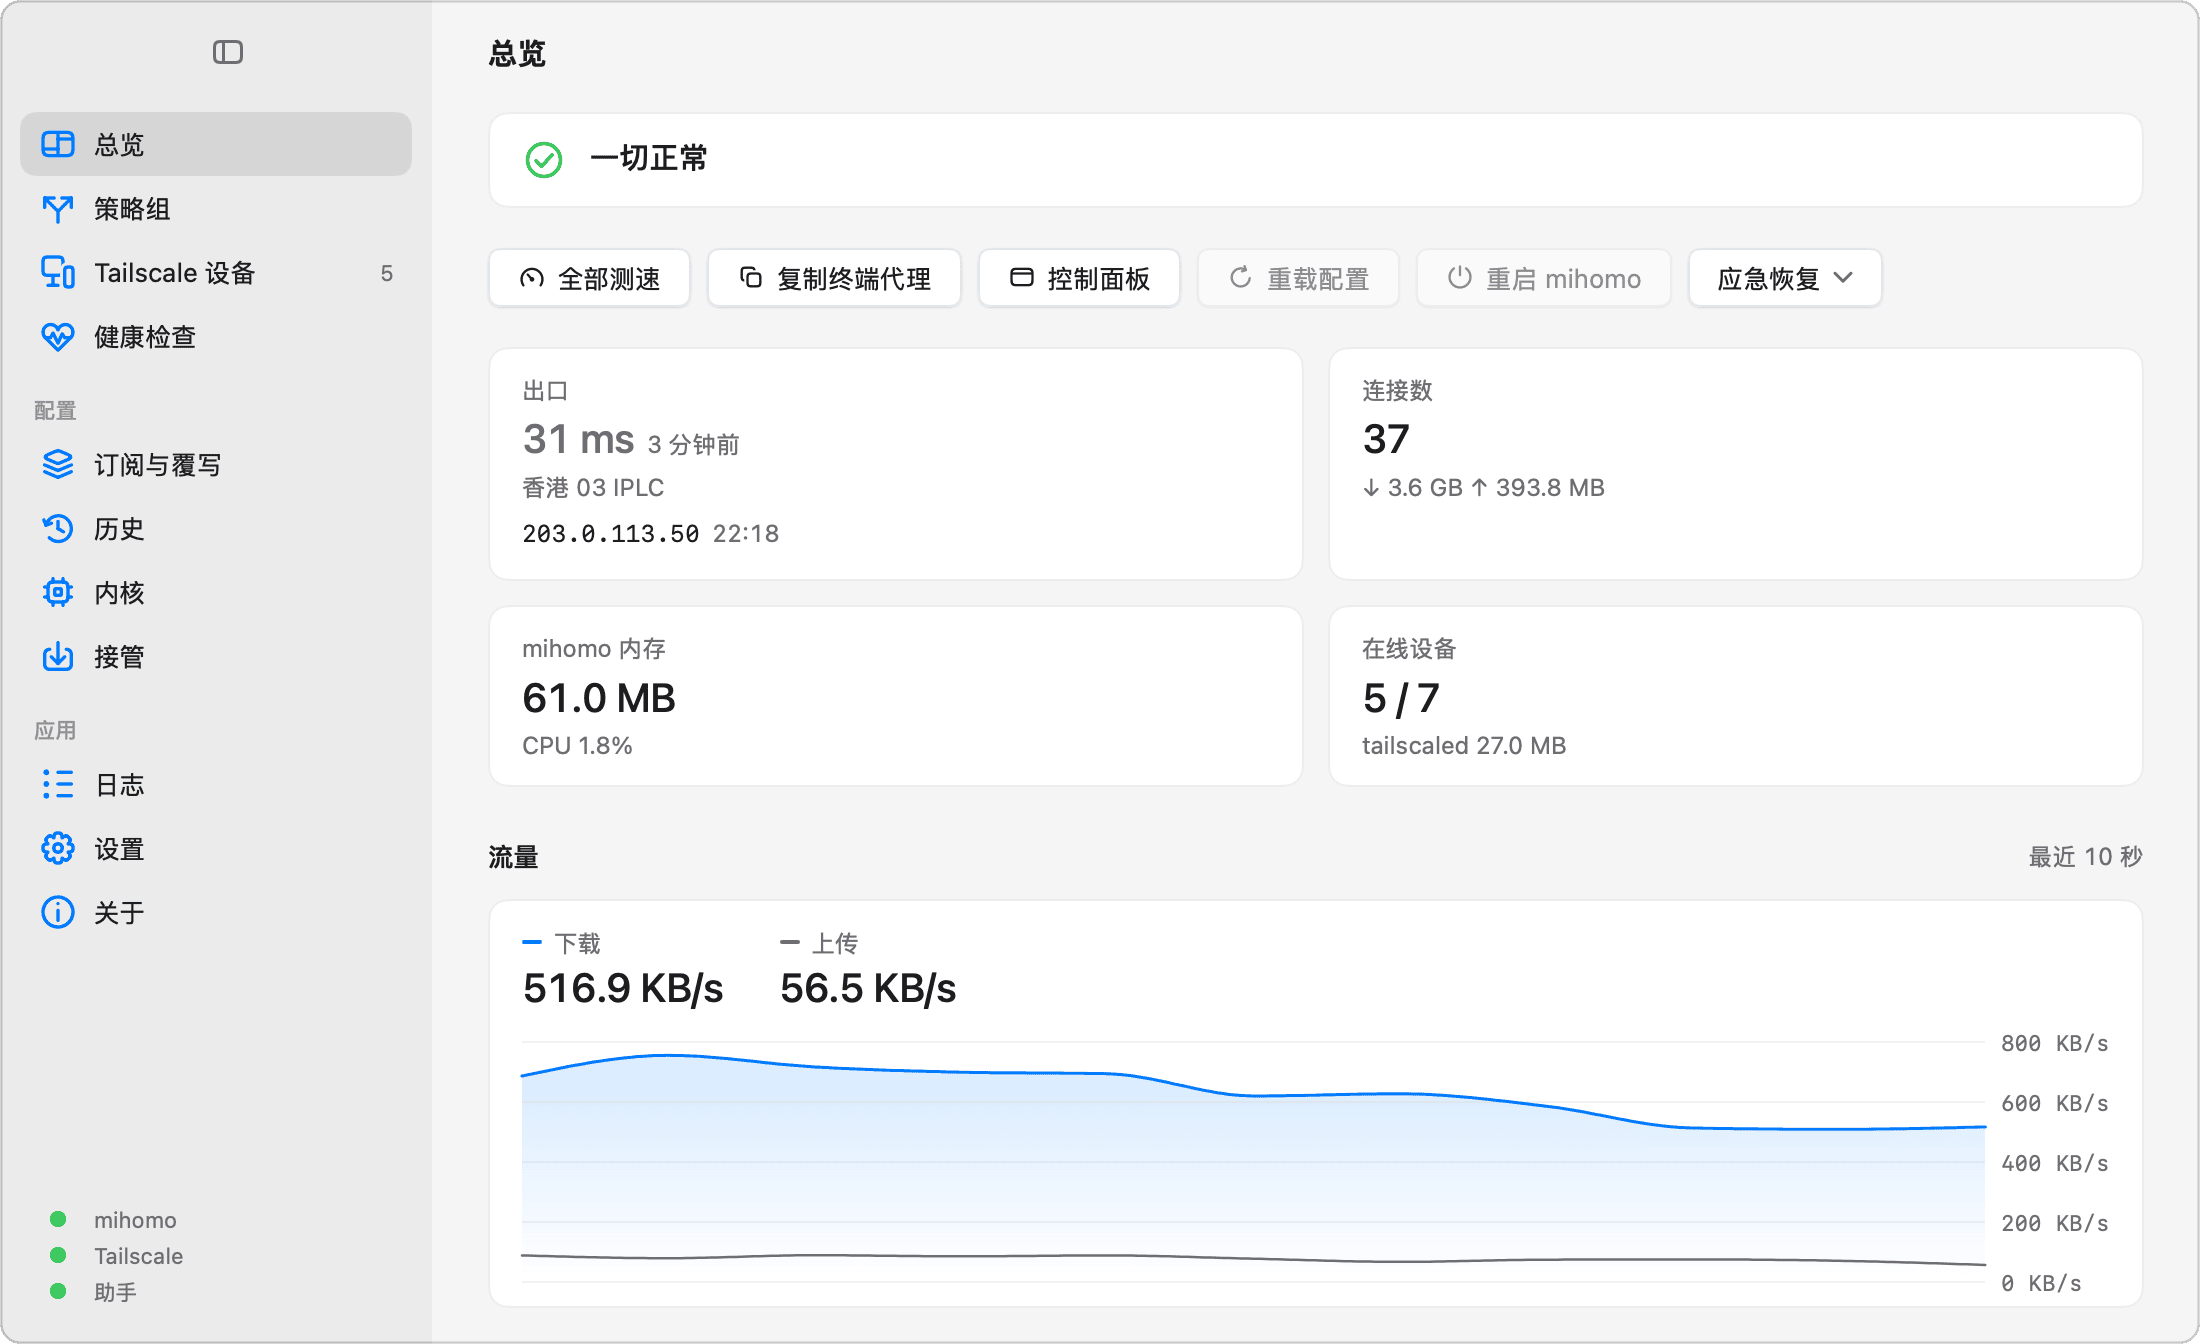 总览
策略组
Tailscale 设备 5
健康检查
配置
订阅与覆写
历史
内核
接管
应用
日志
设置
关于
mihomo
Tailscale
助手
总览
一切正常
全部测速 复制终端代理 控制面板 重载配置 重启 mihomo 应急恢复
出口
31 ms 3 分钟前
香港 03 IPLC
203.0.113.50 22:18
连接数
37
↓ 3.6 GB ↑ 393.8 MB
mihomo 内存
61.0 MB
CPU 1.8%
在线设备
5 / 7
tailscaled 27.0 MB
流量 最近 10 秒
下载 上传
516.9 KB/s 56.5 KB/s
800 KB/s
600 KB/s
400 KB/s
200 KB/s
0 KB/s